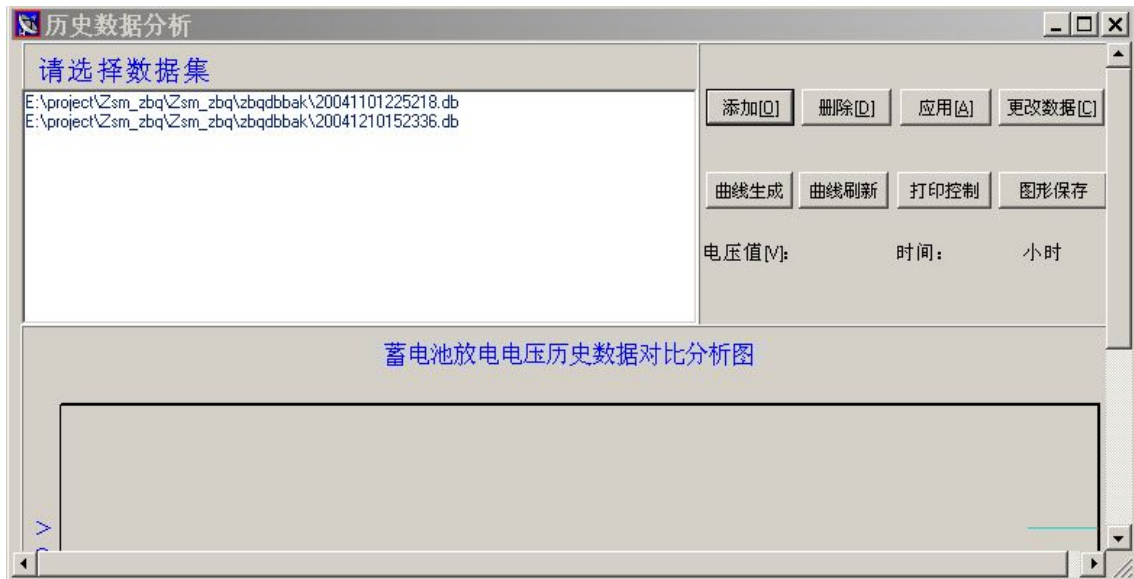 历史数据分析
请选择数据集
E:\project\Zsm_zbq\Zsm_zbq\zbqdbbak\20041101225218.db
E:\project\Zsm_zbq\Zsm_zbq\zbqdbbak\20041210152336.db
添加[O] 删除[D] 应用[A] 更改数据[C]
曲线生成 曲线刷新 打印控制 图形保存
电压值[V]: 时间: 小时
蓄电池放电电压历史数据对比分析图